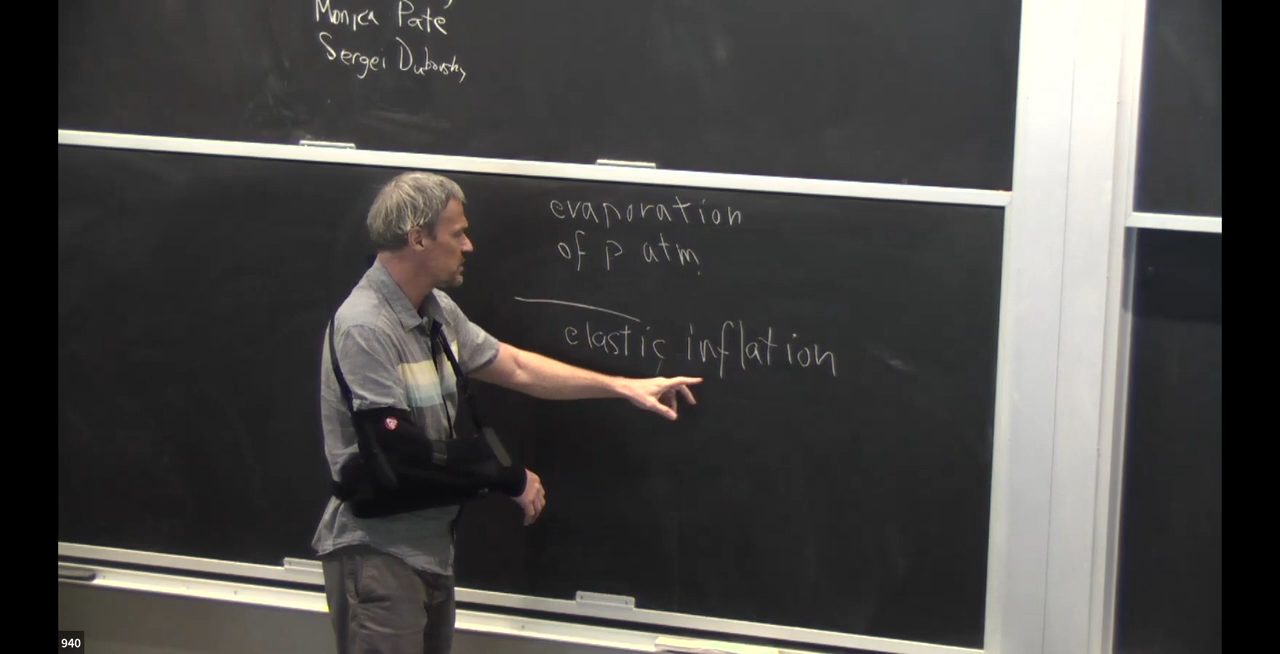 Monica Pate
Sergei Dubovsky
evaporation
of p atm.
elastic inflation
940